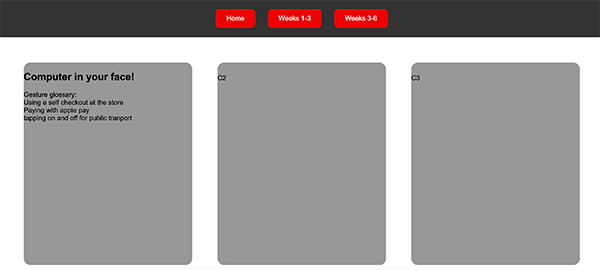 Home
Weeks 1-3
Weeks 3-6
Computer in your face!
Gesture glossary:
Using a self checkout at the store
Paying with apple pay
tapping on and off for public tranport
C2
C3